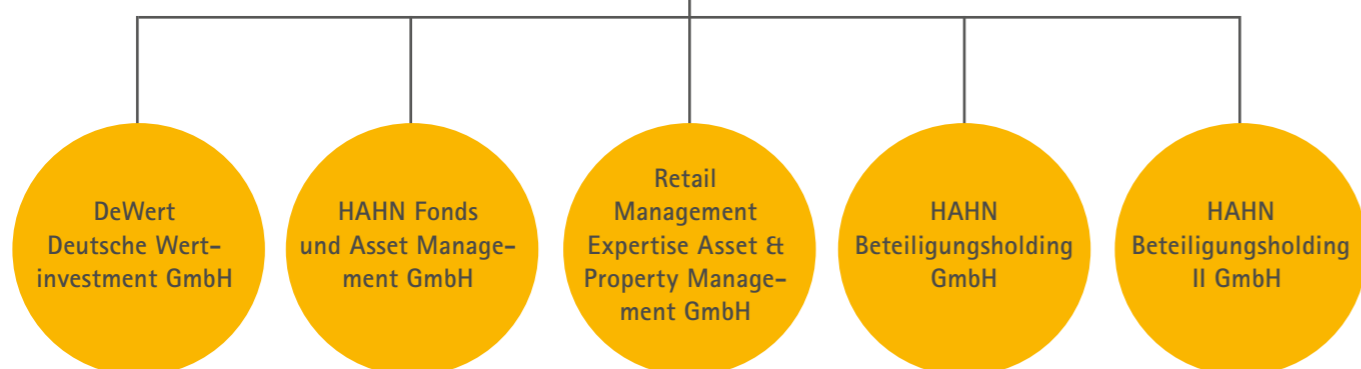 DeWert
Deutsche Wert-
investment GmbH
HAHN Fonds
und Asset Manage-
ment GmbH
Retail
Management
Expertise Asset &
Property Manage-
ment GmbH
HAHN
Beteiligungsholding
GmbH
HAHN
Beteiligungsholding
II GmbH